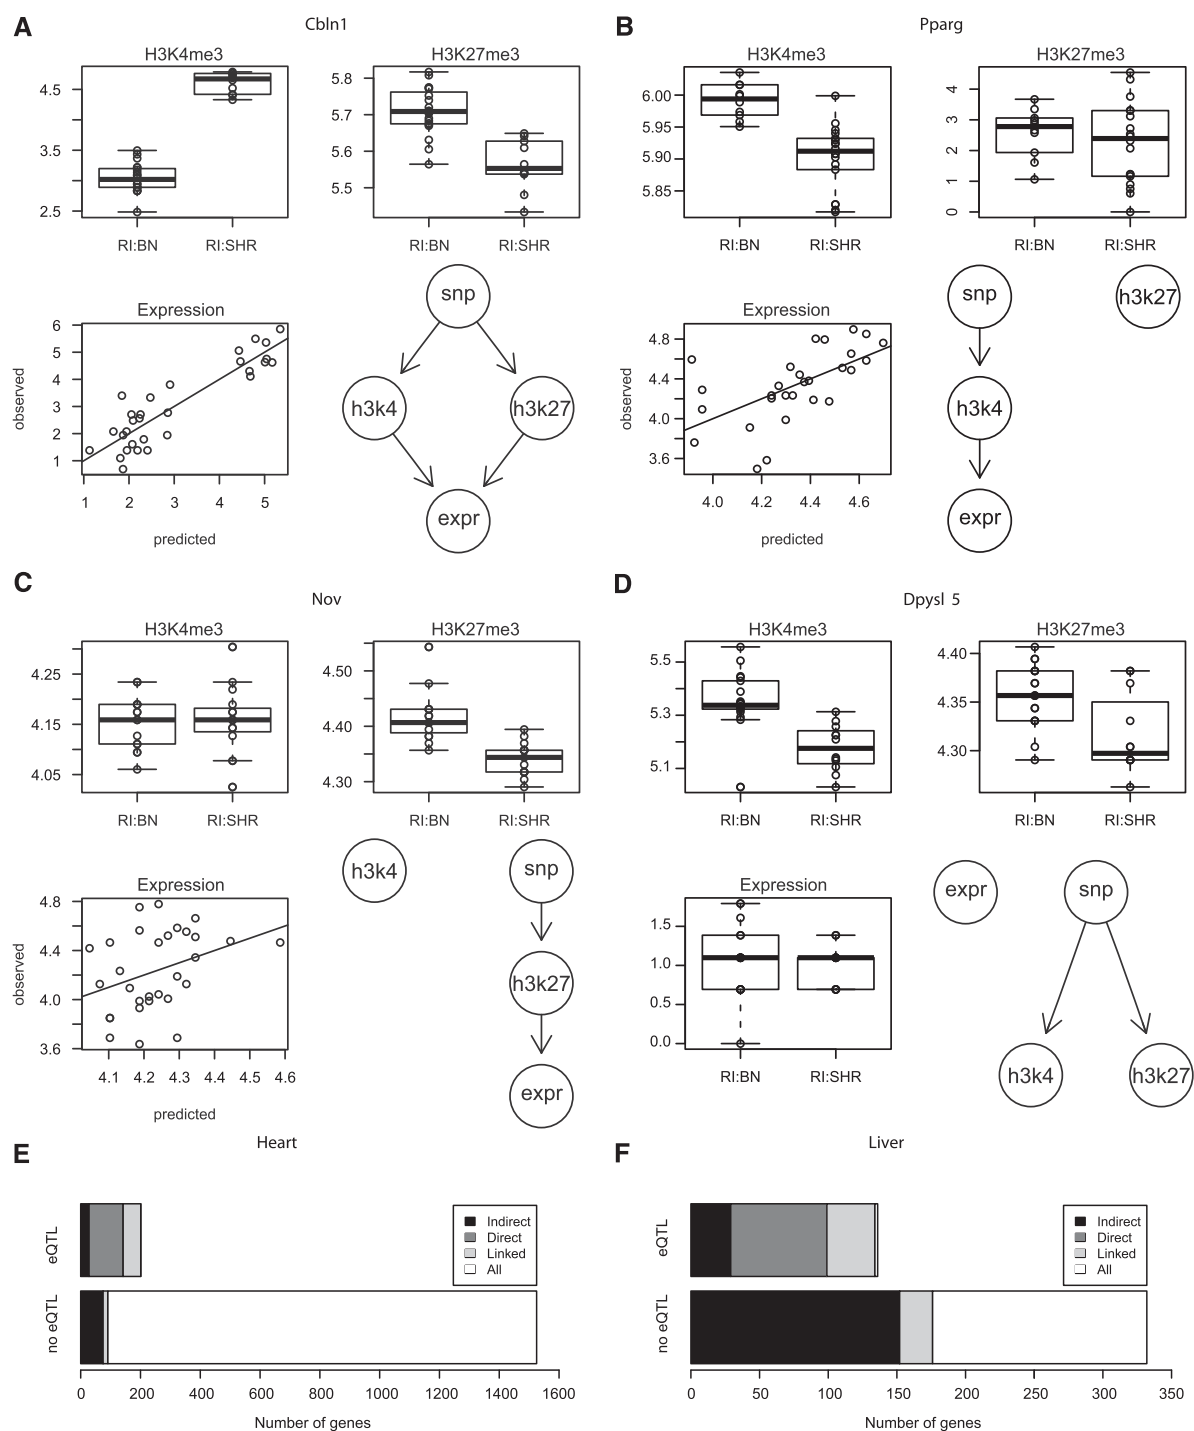 A
Cbln1
H3K4me3
H3K27me3
4.5
3.5
2.5
5.8
5.7
5.6
5.5
RI:BN
RI:SHR
RI:BN
RI:SHR
Expression
6
5
4
3
2
1
observed
1
2
3
4
5
predicted
snp
h3k4
h3k27
expr
B
Pparg
H3K4me3
H3K27me3
6.00
5.95
5.90
5.85
4
3
2
1
0
RI:BN
RI:SHR
RI:BN
RI:SHR
Expression
4.8
4.4
4.0
3.6
observed
4.0
4.2
4.4
4.6
predicted
snp
h3k27
h3k4
expr
C
Nov
H3K4me3
H3K27me3
4.25
4.15
4.05
4.50
4.40
4.30
RI:BN
RI:SHR
RI:BN
RI:SHR
Expression
4.8
4.4
4.0
3.6
observed
4.1
4.2
4.3
4.4
4.5
4.6
predicted
h3k4
snp
h3k27
expr
D
Dpysl 5
H3K4me3
H3K27me3
5.5
5.3
5.1
4.40
4.35
4.30
RI:BN
RI:SHR
RI:BN
RI:SHR
Expression
1.5
1.0
0.5
0.0
RI:BN
RI:SHR
expr
snp
h3k4
h3k27
E
Heart
eQTL
no eQTL
Indirect
Direct
Linked
All
0
200
400
600
800
1000
1200
1400
1600
Number of genes
F
Liver
eQTL
no eQTL
Indirect
Direct
Linked
All
0
50
100
150
200
250
300
350
Number of genes